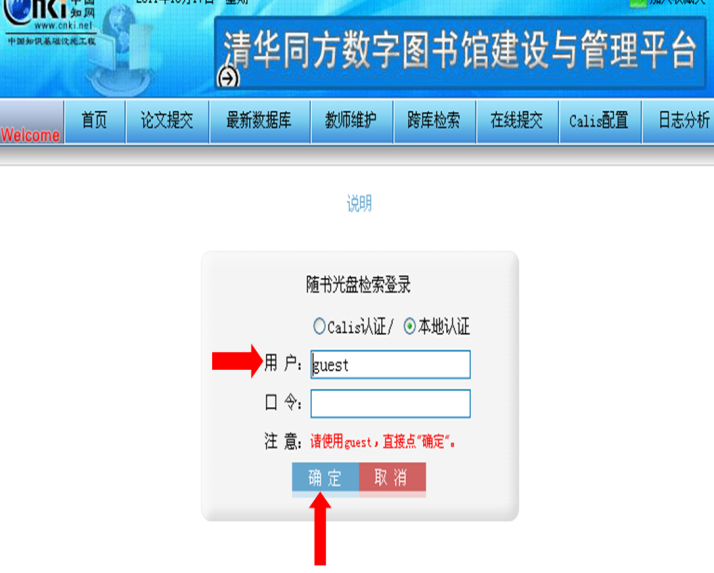 cnki 中国知网
www.cnki.net
中国知识基础设施工程
清华同方数字图书馆建设与管理平台
Welcome
首页 论文提交 最新数据库 教师维护 跨库检索 在线提交 Calis配置 日志分析
说明
随书光盘检索登录
Calis认证/ 本地认证
用 户: guest
口 令:
注 意: 请使用guest，直接点"确定"。
确 定 取 消